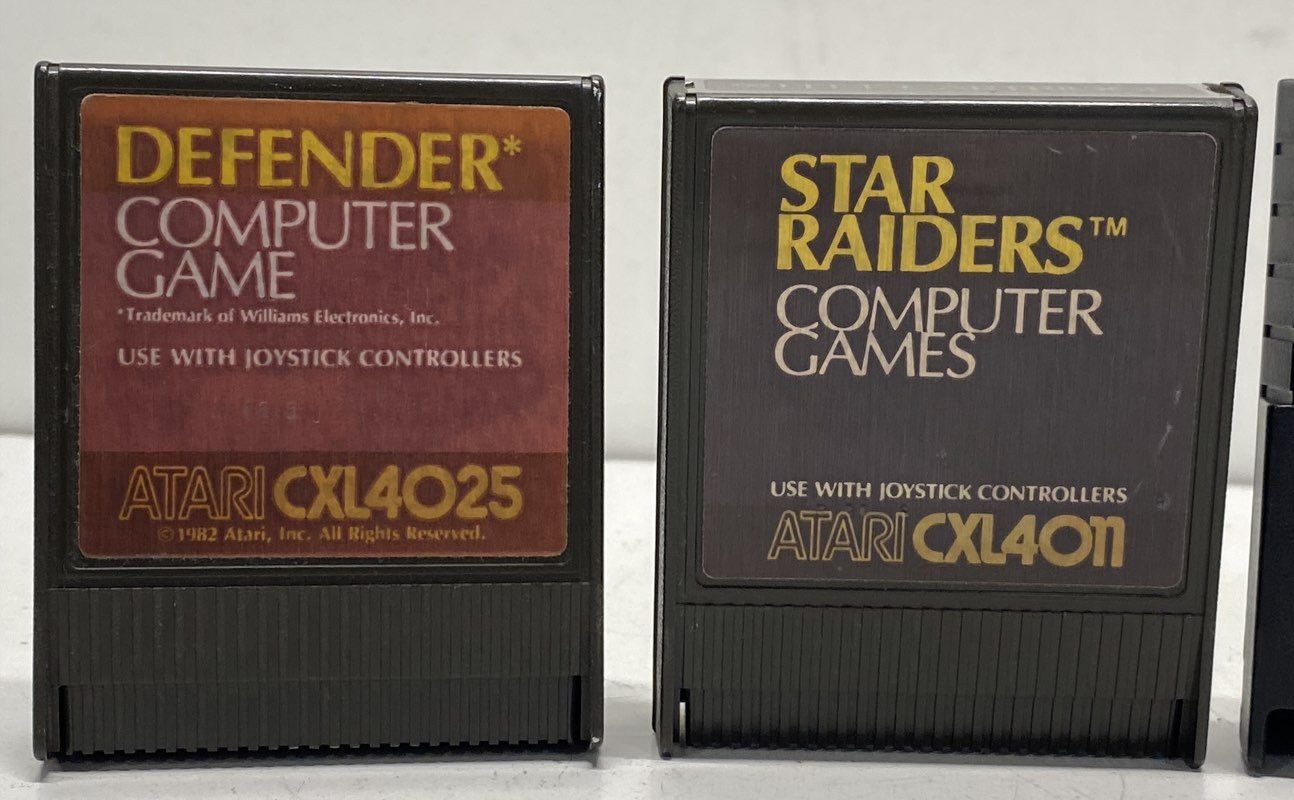 DEFENDER*
COMPUTER
GAME
*Trademark of Williams Electronics, Inc.
USE WITH JOYSTICK CONTROLLERS
ATARI CXL4025
©1982 Atari, Inc. All Rights Reserved.
STAR
RAIDERS™
COMPUTER
GAMES
USE WITH JOYSTICK CONTROLLERS
ATARI CXL4011